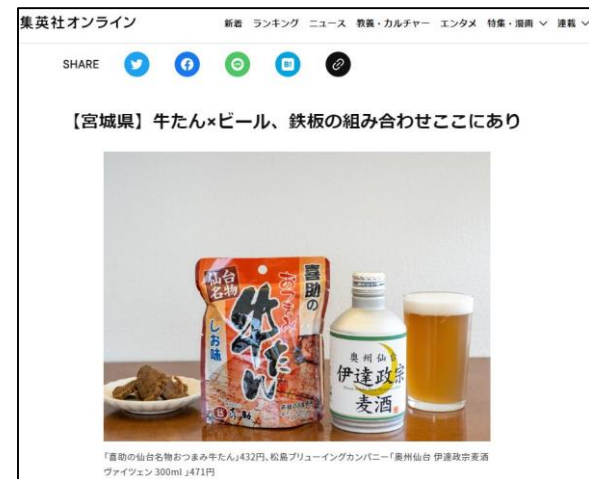 集英社オンライン
新着 ランキング ニュース 教養・カルチャー エンタメ 特集・漫画 連載
SHARE
B!
【宮城県】牛たん×ビール、鉄板の組み合わせここにあり
仙台名物
喜助の
おつまみ
牛たん
しお味
喜助
奥州仙台
伊達政宗
麦酒
「喜助の仙台名物おつまみ牛たん」432円、松島ブリューイングカンパニー「奥州仙台 伊達政宗麦酒
ヴァイツェン 300ml 」471円